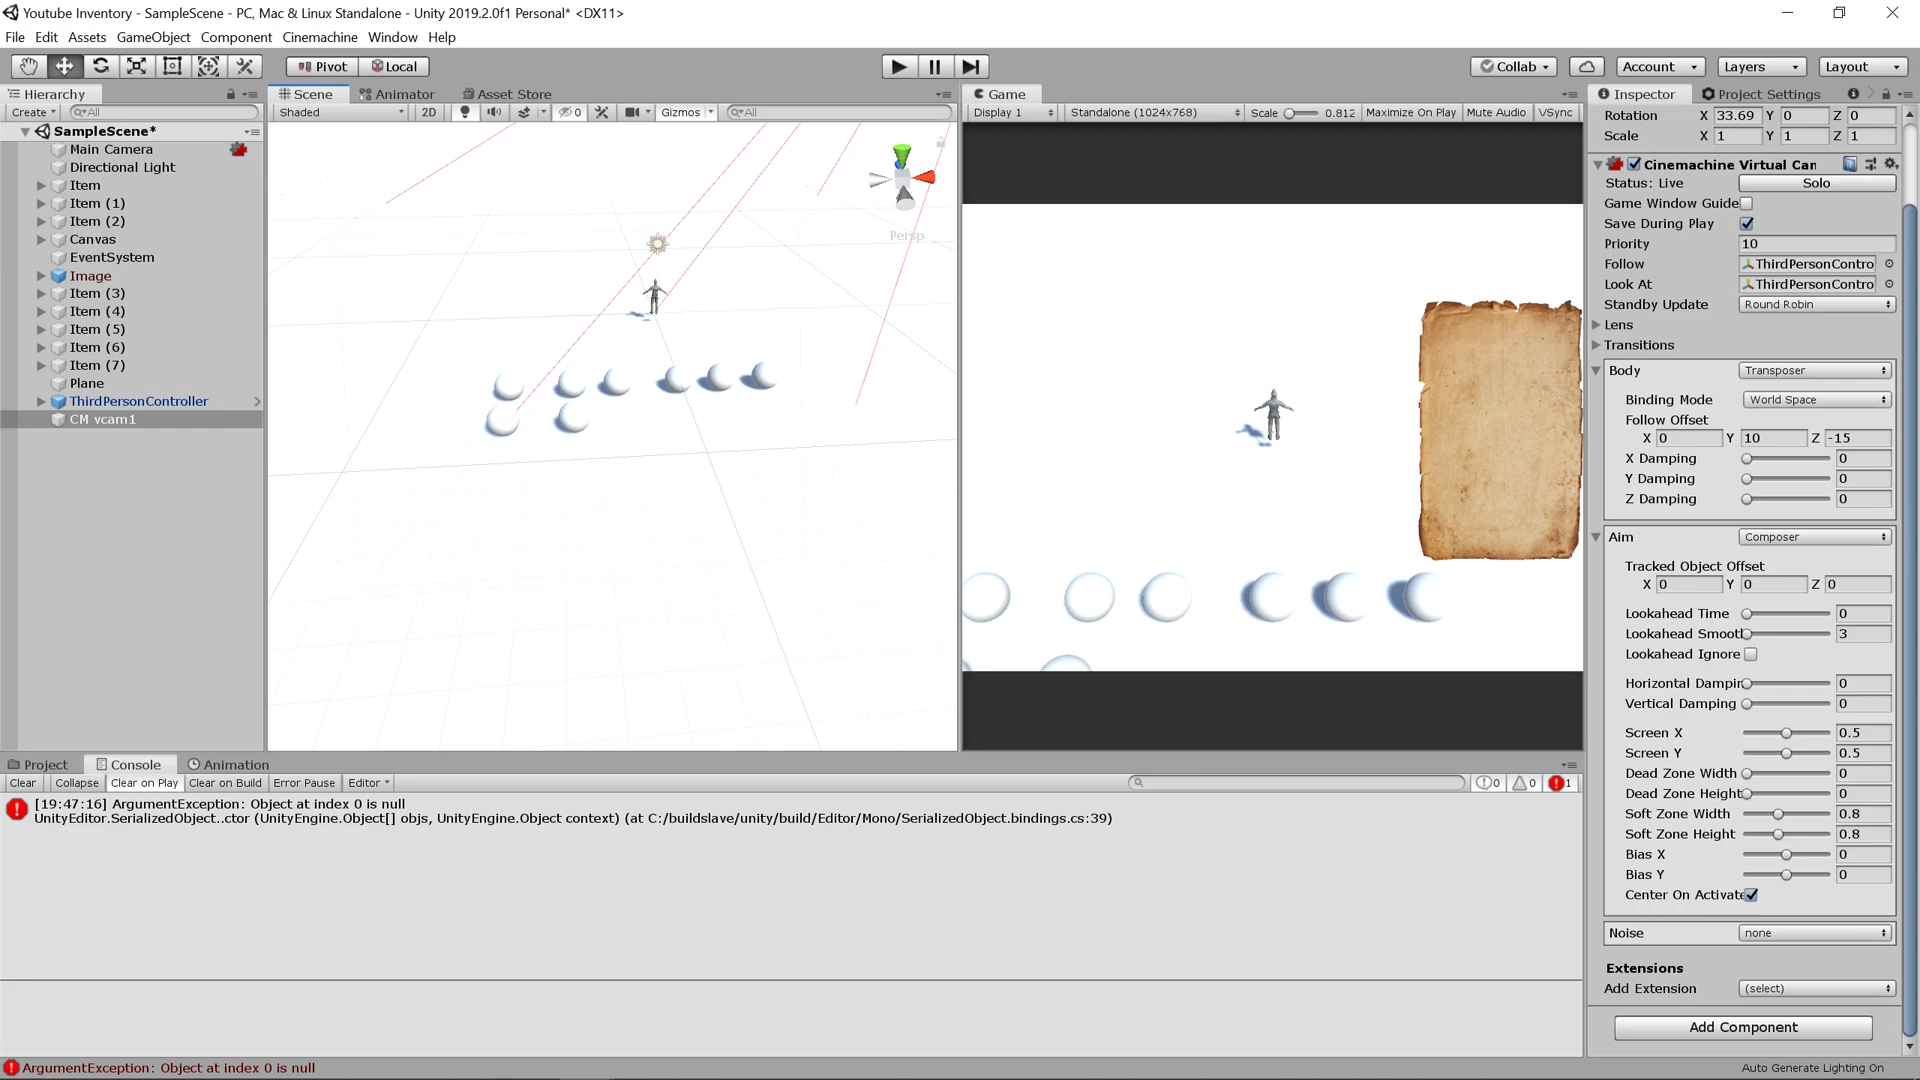 Youtube Inventory - SampleScene - PC, Mac & Linux Standalone - Unity 2019.2.0f1 Personal* <DX11>
File Edit Assets GameObject Component Cinemachine Window Help
Pivot Local Collab Account Layers Layout
Hierarchy
Create All
SampleScene*
Main Camera
Directional Light
Item
Item (1)
Item (2)
Canvas
EventSystem
Image
Item (3)
Item (4)
Item (5)
Item (6)
Item (7)
Plane
ThirdPersonController
CM vcam1
Scene Animator Asset Store
Shaded 2D 0 Gizmos All
Persp
Game
Display 1 Standalone (1024x768) Scale 0.812 Maximize On Play Mute Audio VSync
Inspector Project Settings
Rotation X 33.69 Y 0 Z 0
Scale X 1 Y 1 Z 1
Cinemachine Virtual Can
Status: Live Solo
Game Window Guide
Save During Play
Priority 10
Follow ThirdPersonContro
Look At ThirdPersonContro
Standby Update Round Robin
Lens
Transitions
Body Transposer
Binding Mode World Space
Follow Offset
X 0 Y 10 Z -15
X Damping 0
Y Damping 0
Z Damping 0
Aim Composer
Tracked Object Offset
X 0 Y 0 Z 0
Lookahead Time 0
Lookahead Smooth 3
Lookahead Ignore
Horizontal Dampin 0
Vertical Damping 0
Screen X 0.5
Screen Y 0.5
Dead Zone Width 0
Dead Zone Height 0
Soft Zone Width 0.8
Soft Zone Height 0.8
Bias X 0
Bias Y 0
Center On Activate
Noise none
Extensions
Add Extension (select)
Add Component
Project Console Animation
Clear Collapse Clear on Play Clear on Build Error Pause Editor 0 0 1
[19:47:16] ArgumentException: Object at index 0 is null
UnityEditor.SerializedObject..ctor (UnityEngine.Object[] objs, UnityEngine.Object context) (at C:/buildslave/unity/build/Editor/Mono/SerializedObject.bindings.cs:39)
ArgumentException: Object at index 0 is null
Auto Generate Lighting On